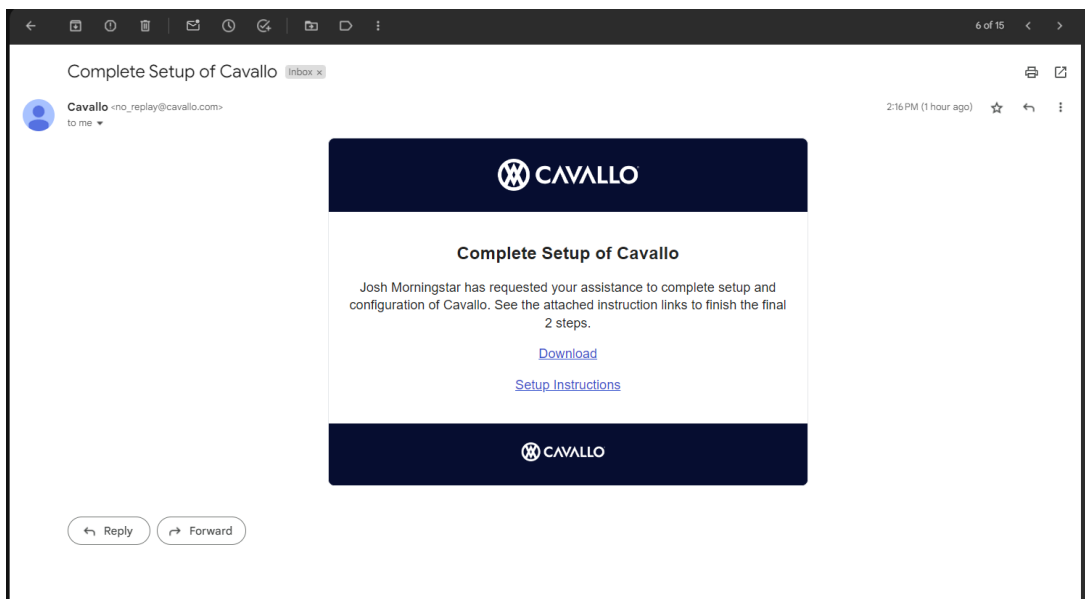 6 of 15
Complete Setup of Cavallo Inbox ×
Cavallo <no_replay@cavallo.com> 2:16 PM (1 hour ago)
to me
CAVALLO
Complete Setup of Cavallo
Josh Morningstar has requested your assistance to complete setup and
configuration of Cavallo. See the attached instruction links to finish the final
2 steps.
Download
Setup Instructions
CAVALLO
Reply Forward